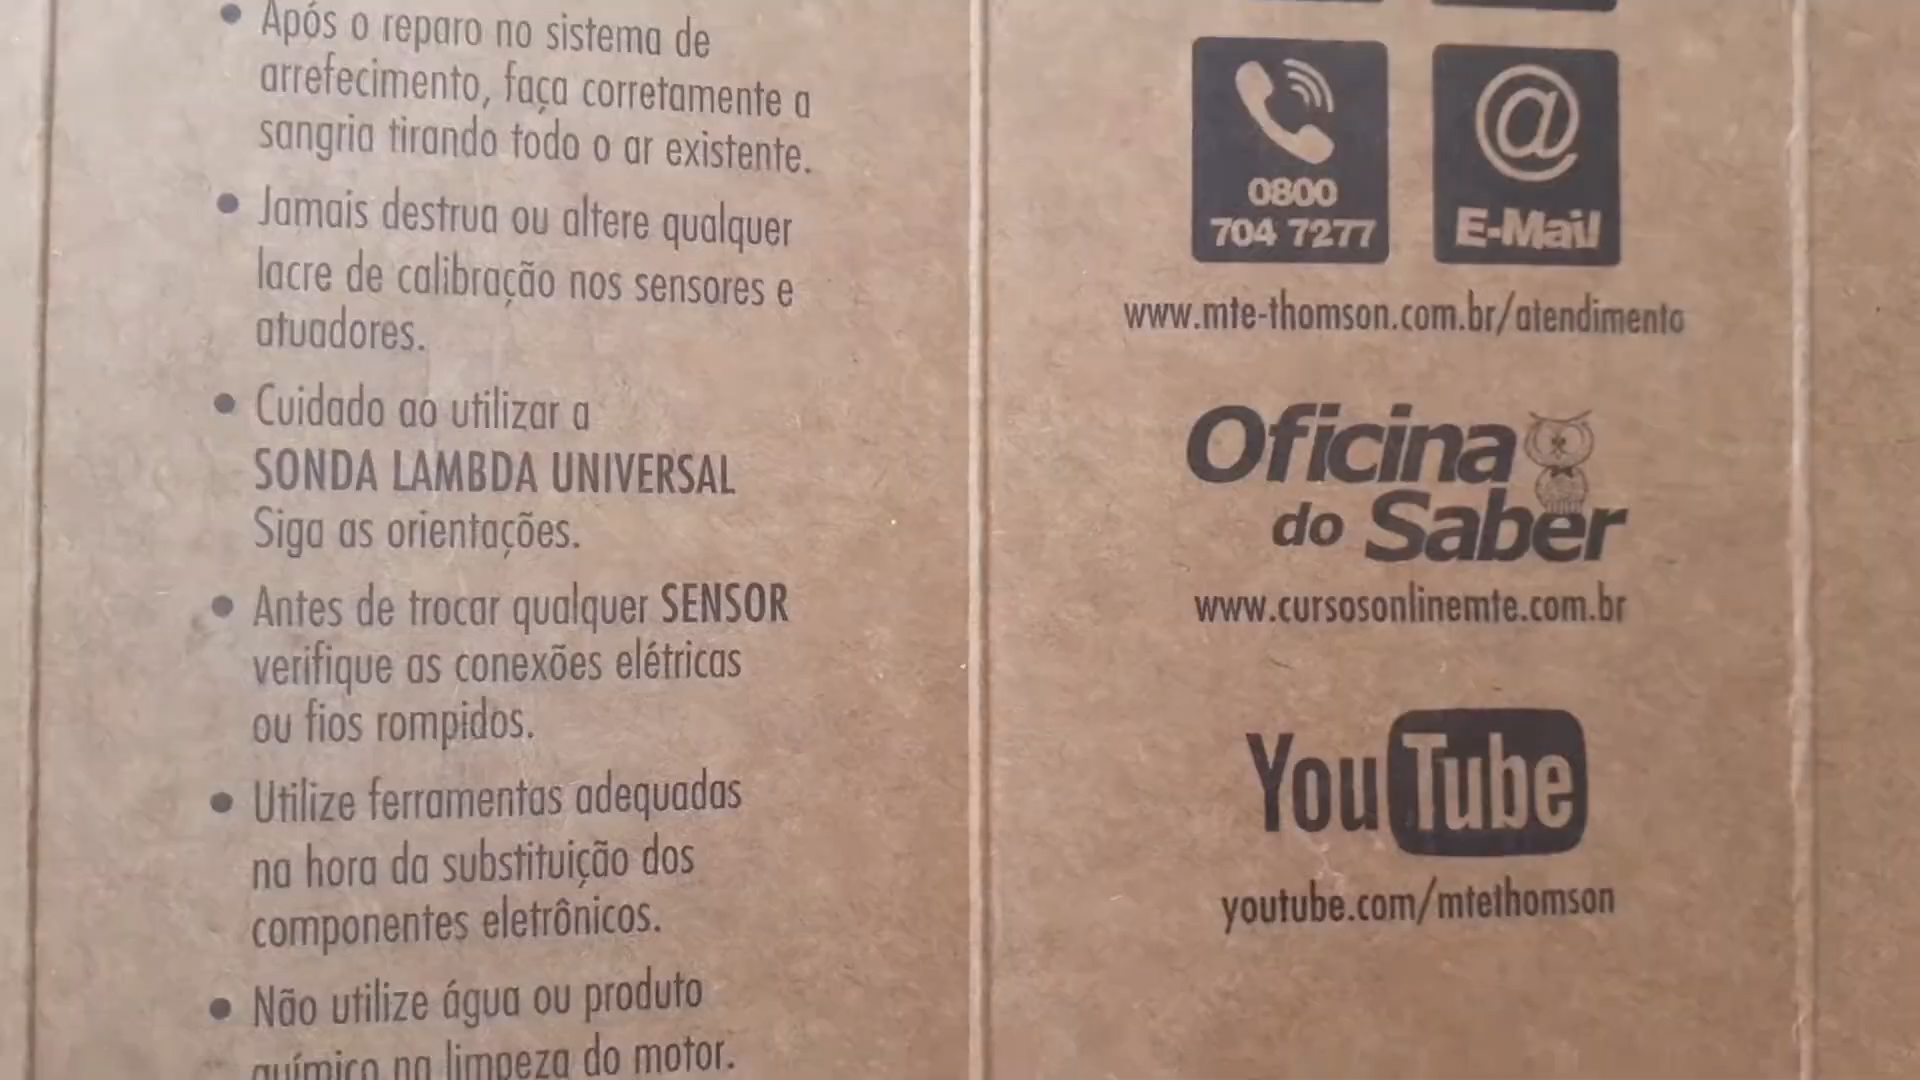 • Após o reparo no sistema de
arrefecimento, faça corretamente a
sangria tirando todo o ar existente.
• Jamais destrua ou altere qualquer
lacre de calibração nos sensores e
atuadores.
• Cuidado ao utilizar a
SONDA LAMBDA UNIVERSAL
Siga as orientações.
• Antes de trocar qualquer SENSOR
verifique as conexões elétricas
ou fios rompidos.
• Utilize ferramentas adequadas
na hora da substituição dos
componentes eletrônicos.
• Não utilize água ou produto
químico na limpeza do motor.
0800
704 7277
@
E-Mail
www.mte-thomson.com.br/atendimento
Oficina
do Saber
www.cursosonlinemte.com.br
YouTube
youtube.com/mtethomson